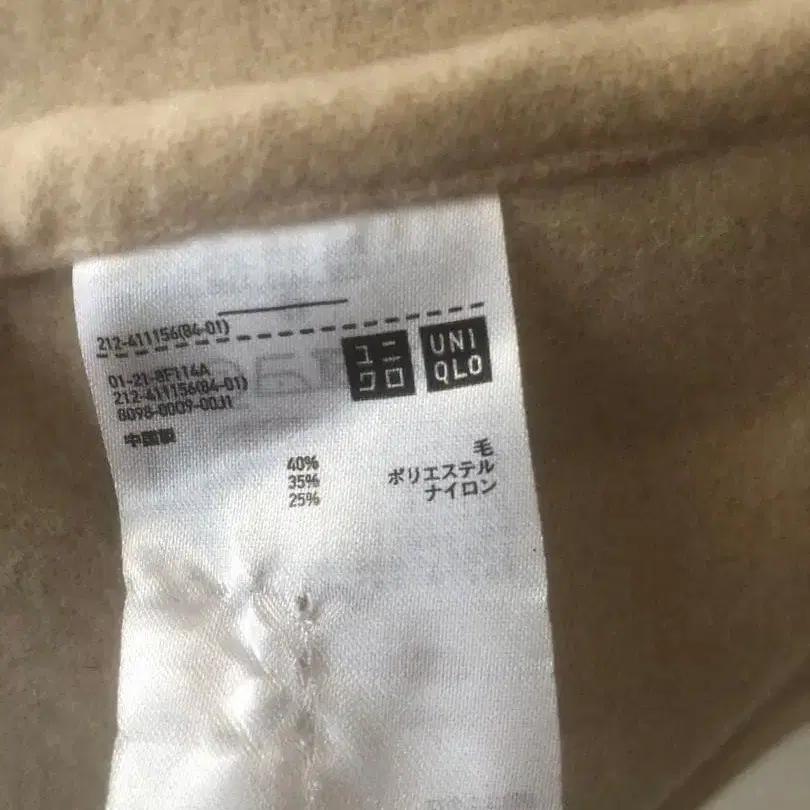 212-411156(84-01)
01-21-8F114A
212-411156(84-01)
8098-0009-00J1
中国製
ユニ
クロ
UNI
QLO
40% 毛
35% ポリエステル
25% ナイロン